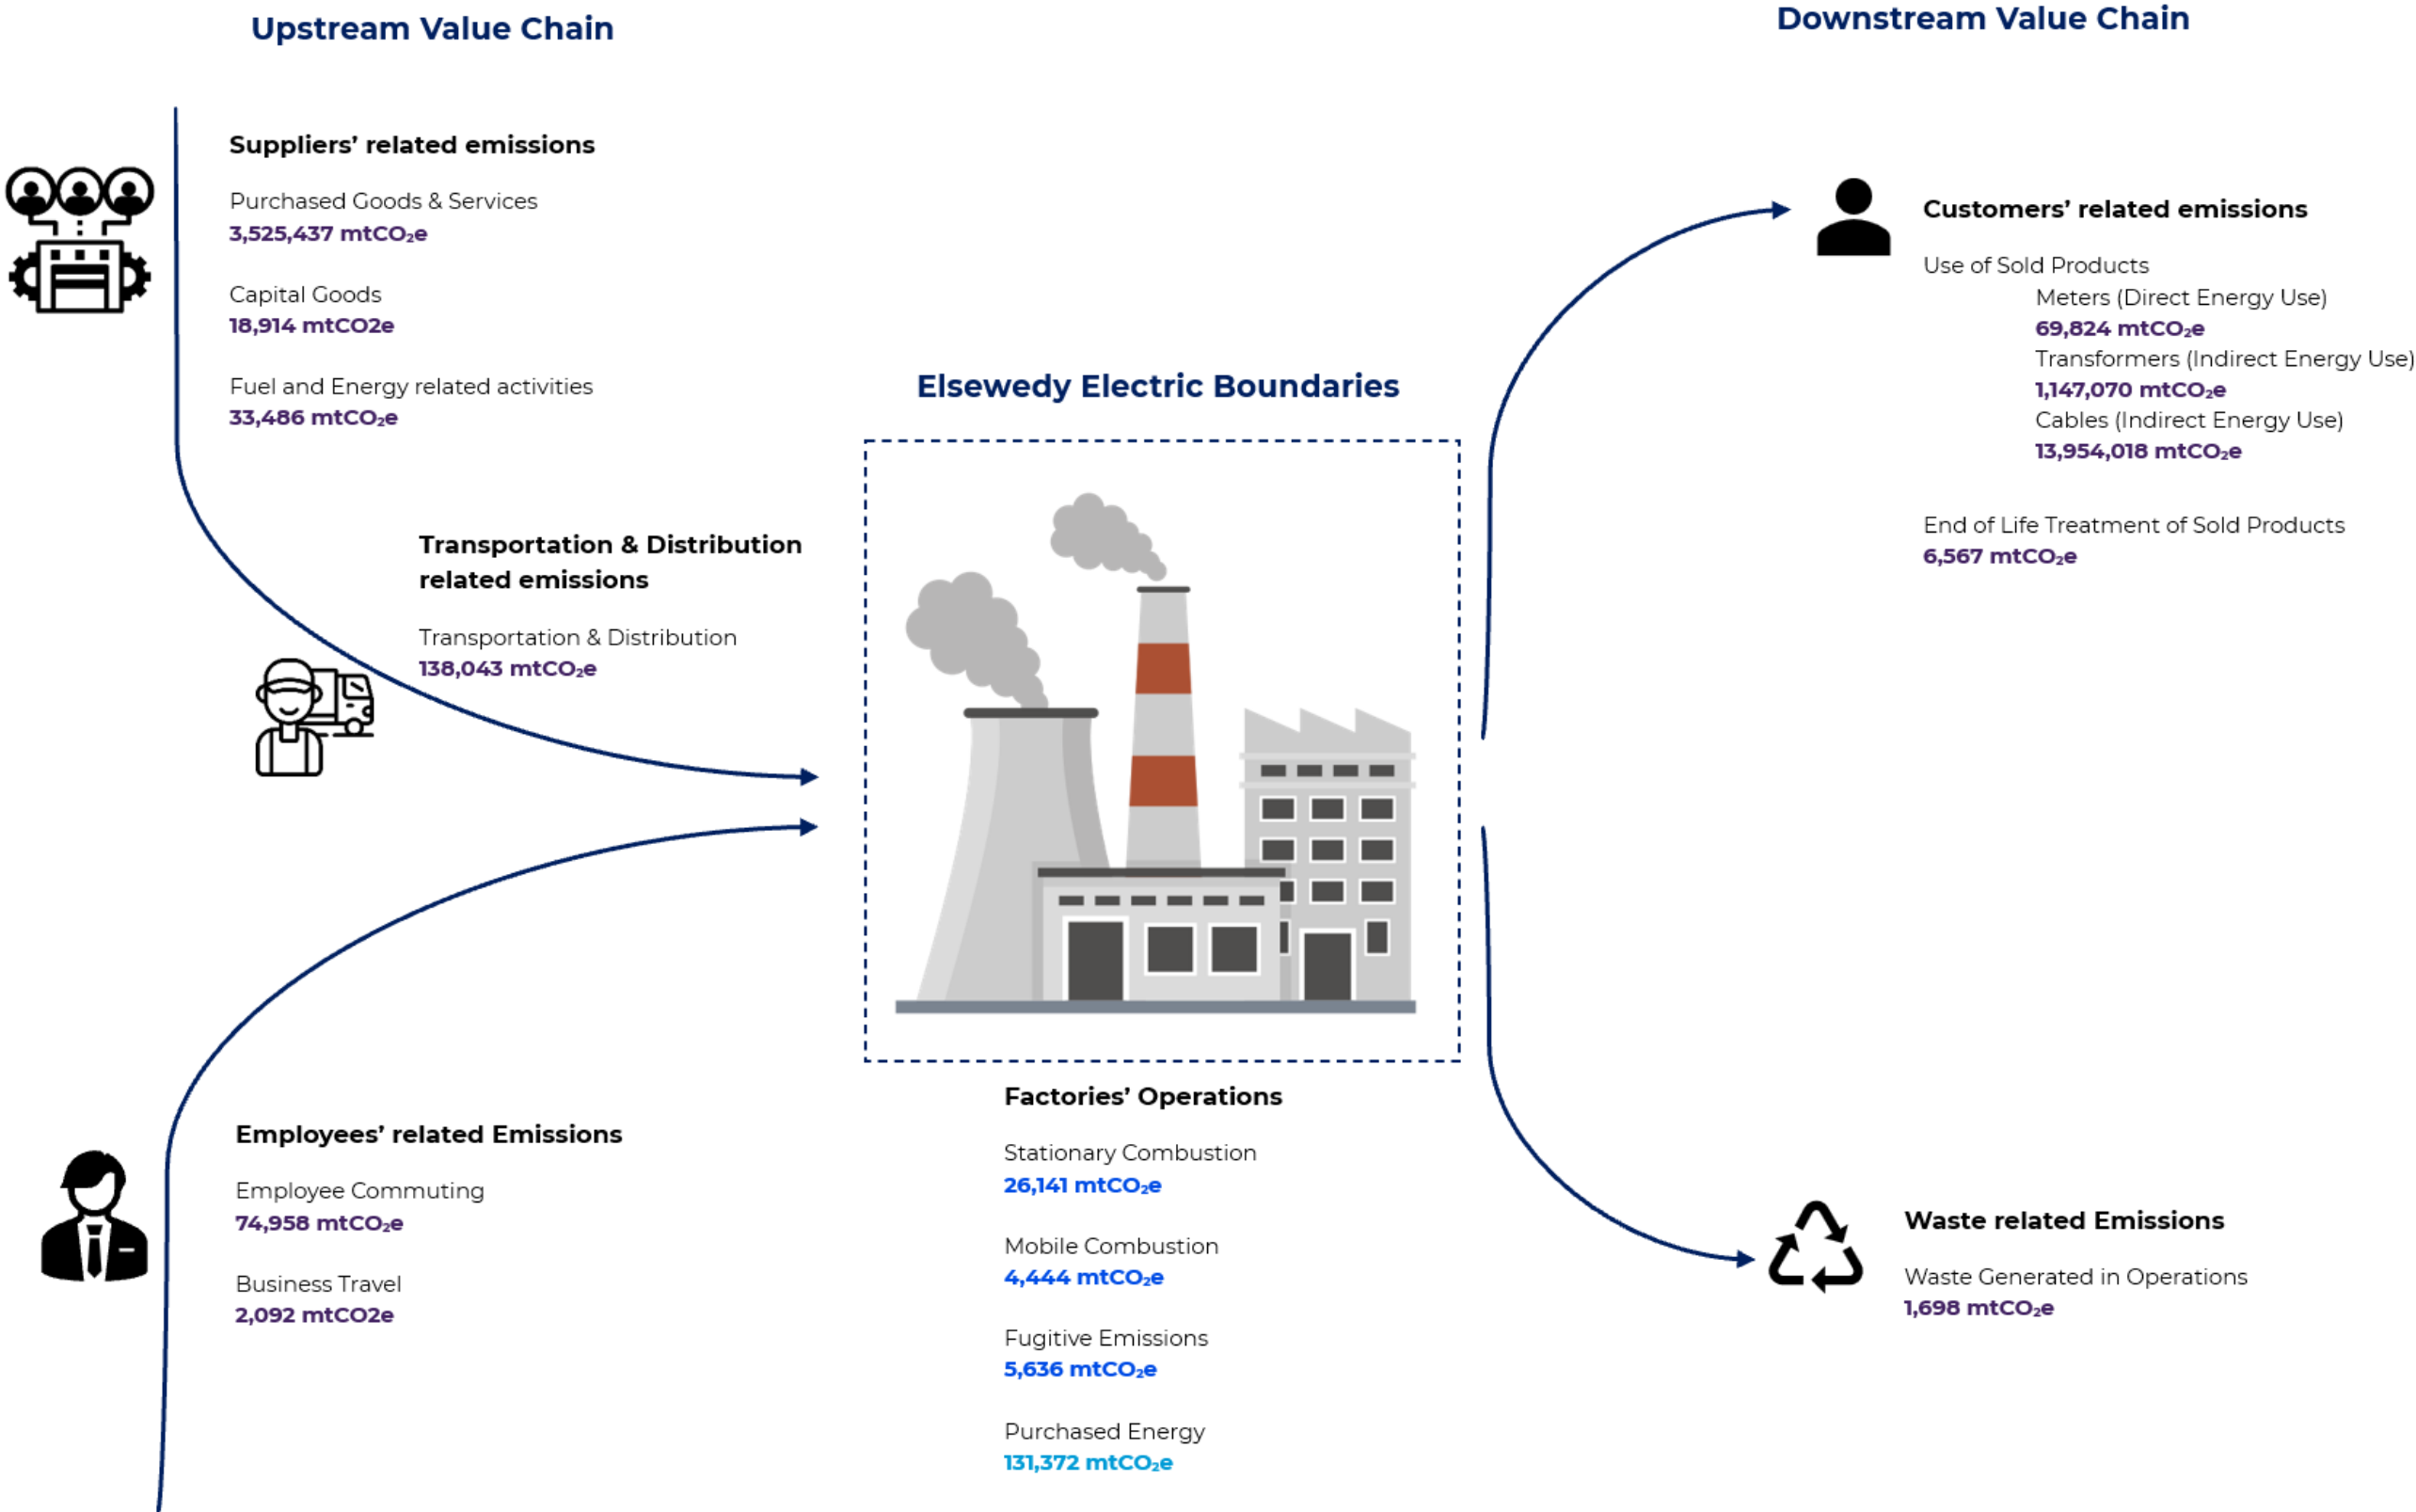 Upstream Value Chain
Suppliers’ related emissions
Purchased Goods & Services
3,525,437 mtCO₂e
Capital Goods
18,914 mtCO2e
Fuel and Energy related activities
33,486 mtCO₂e
Transportation & Distribution
related emissions
Transportation & Distribution
138,043 mtCO₂e
Employees’ related Emissions
Employee Commuting
74,958 mtCO₂e
Business Travel
2,092 mtCO2e
Elsewedy Electric Boundaries
Factories’ Operations
Stationary Combustion
26,141 mtCO₂e
Mobile Combustion
4,444 mtCO₂e
Fugitive Emissions
5,636 mtCO₂e
Purchased Energy
131,372 mtCO₂e
Downstream Value Chain
Customers’ related emissions
Use of Sold Products
Meters (Direct Energy Use)
69,824 mtCO₂e
Transformers (Indirect Energy Use)
1,147,070 mtCO₂e
Cables (Indirect Energy Use)
13,954,018 mtCO₂e
End of Life Treatment of Sold Products
6,567 mtCO₂e
Waste related Emissions
Waste Generated in Operations
1,698 mtCO₂e